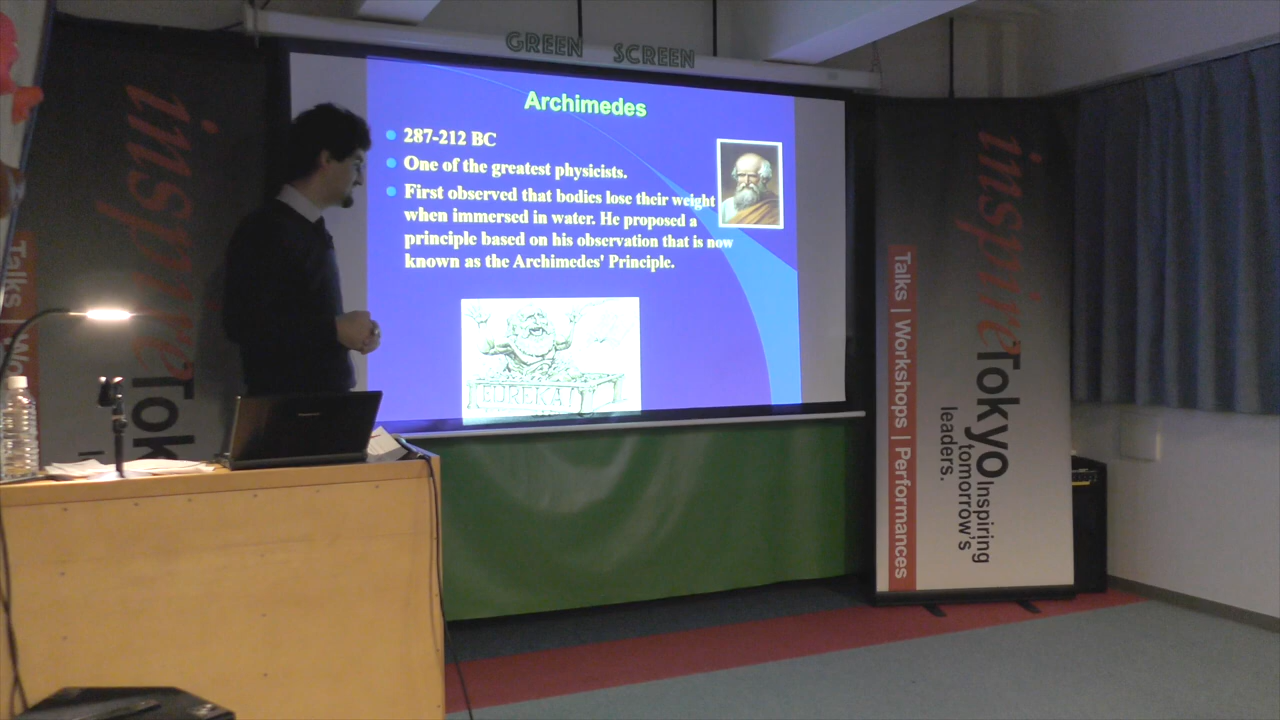 GREEN SCREEN
Archimedes
287-212 BC
One of the greatest physicists.
First observed that bodies lose their weight
when immersed in water. He proposed a
principle based on his observation that is now
known as the Archimedes' Principle.
EUREKA
inspire
Tok
Talks | Wo
inspire
Tokyo
Inspiring
tomorrow's
leaders.
Talks | Workshops | Performances